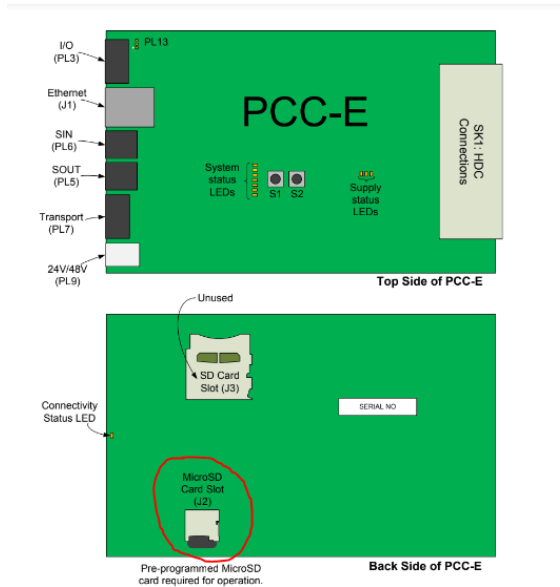 I/O
(PL3)
PL13
Ethernet
(J1)
PCC-E
SIN
(PL6)
SOUT
(PL5)
System
status
LEDs
S1 S2
Supply
status
LEDs
SK1: HDC
Connections
Transport
(PL7)
24V/48V
(PL9)
Top Side of PCC-E
Unused
SD Card
Slot (J3)
Connectivity
Status LED
SERIAL NO
MicroSD
Card Slot
(J2)
Pre-programmed MicroSD
card required for operation.
Back Side of PCC-E